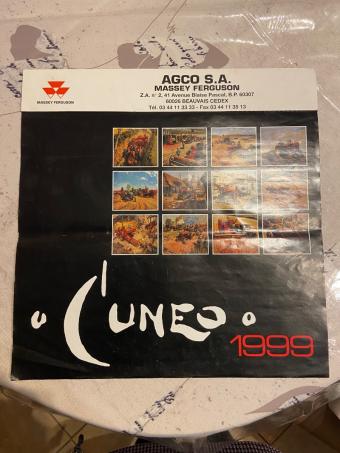 AGCO S.A.
MASSEY FERGUSON
Z.A. n° 2, 41 Avenue Blaise Pascal, B.P. 60307
60026 BEAUVAIS CEDEX
Tél. 03 44 11 33 33 - Fax 03 44 11 35 13
MASSEY FERGUSON
CUNEO
1999